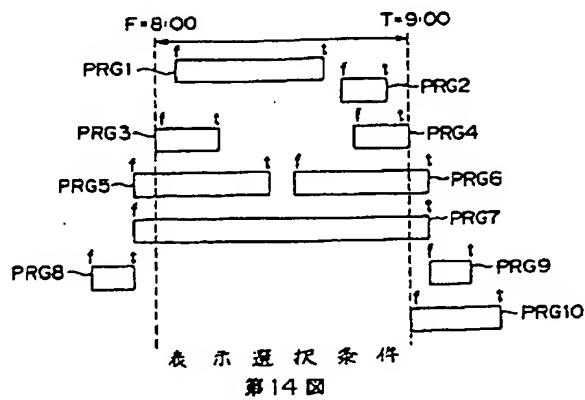 F=8:00 T=9:00
f t
PRG1
f t
PRG2
f t
PRG3
f t
PRG4
f t
PRG5
t
PRG6
f t
PRG7
f t
PRG8
f t
PRG9
f t
PRG10
表示選択条件
第14図